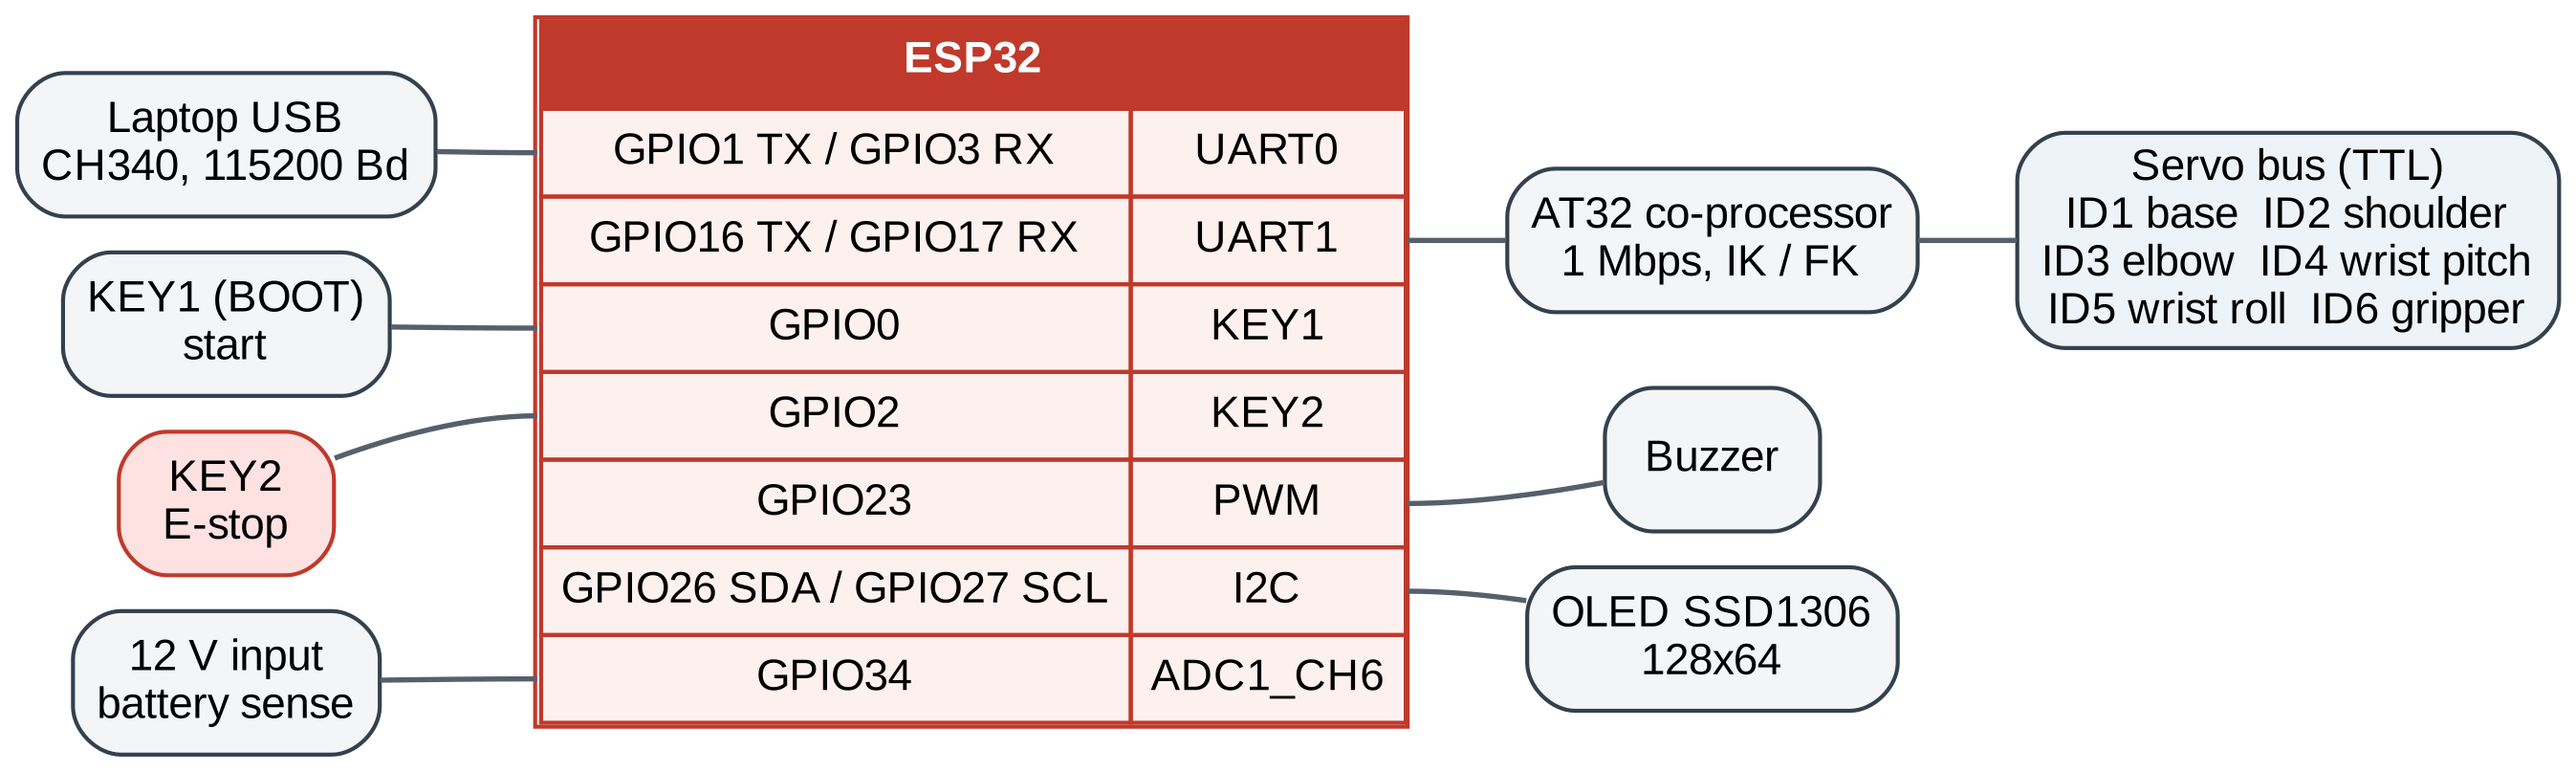 ESP32
Laptop USB
CH340, 115200 Bd
KEY1 (BOOT)
start
KEY2
E-stop
12 V input
battery sense
GPIO1 TX / GPIO3 RX UART0
GPIO16 TX / GPIO17 RX UART1
GPIO0 KEY1
GPIO2 KEY2
GPIO23 PWM
GPIO26 SDA / GPIO27 SCL I2C
GPIO34 ADC1_CH6
AT32 co-processor
1 Mbps, IK / FK
Buzzer
OLED SSD1306
128x64
Servo bus (TTL)
ID1 base ID2 shoulder
ID3 elbow ID4 wrist pitch
ID5 wrist roll ID6 gripper